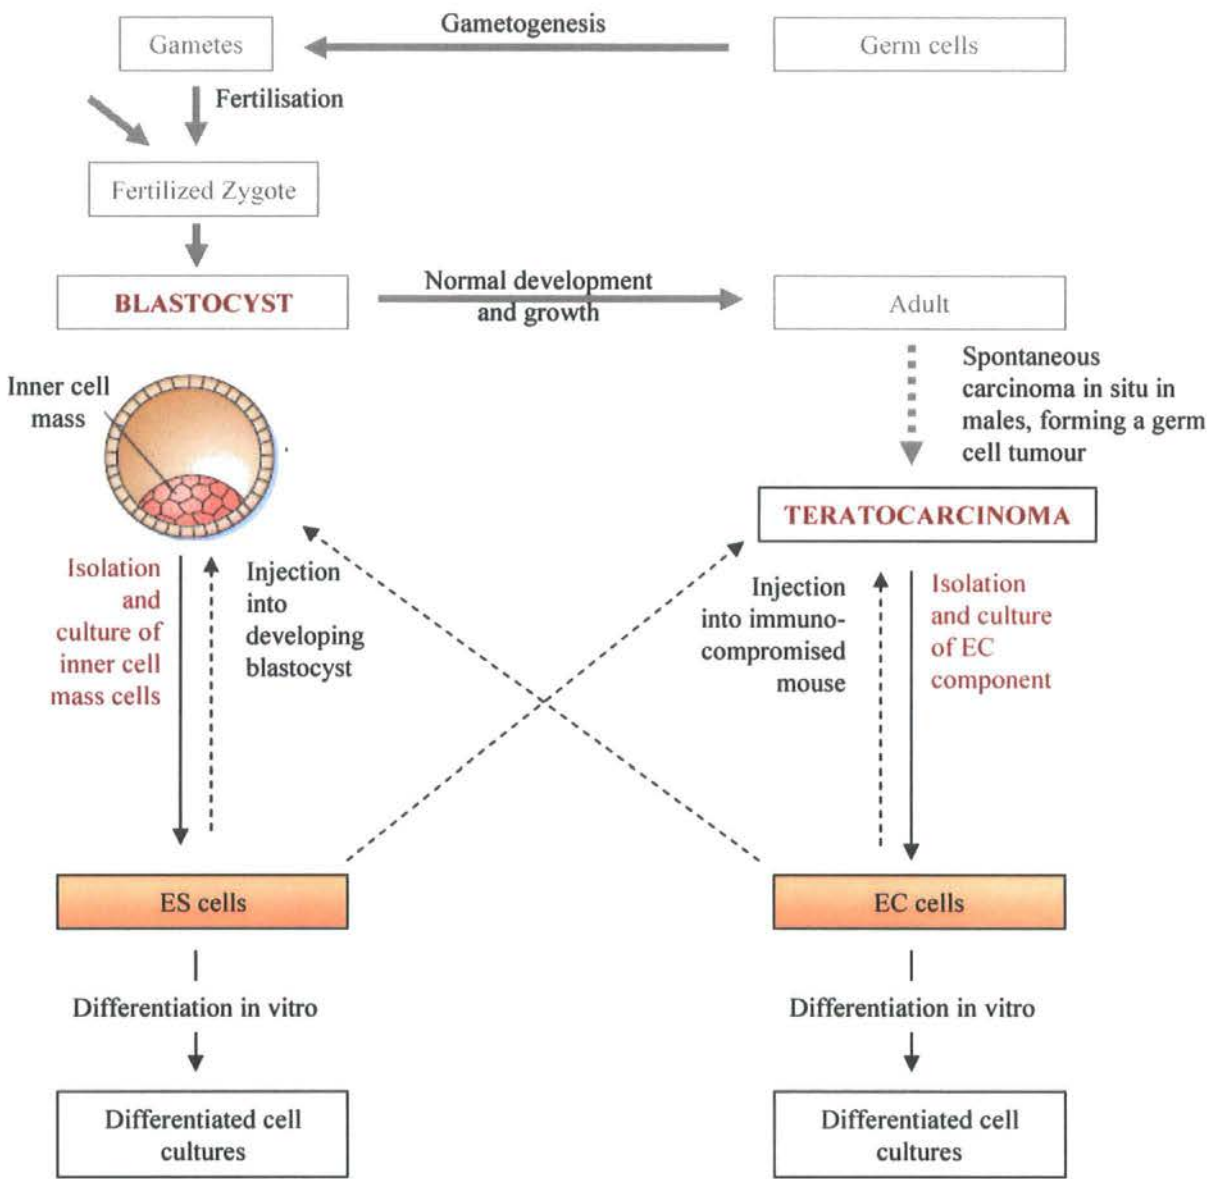 Gametogenesis
Gametes
Germ cells
Fertilisation
Fertilized Zygote
BLASTOCYST
Normal development
and growth
Adult
Inner cell
mass
Spontaneous
carcinoma in situ in
males, forming a germ
cell tumour
TERATOCARCINOMA
Isolation
and
culture of
inner cell
mass cells
Injection
into
developing
blastocyst
Injection
into immuno-
compromised
mouse
Isolation
and culture
of EC
component
ES cells
EC cells
Differentiation in vitro
Differentiation in vitro
Differentiated cell
cultures
Differentiated cell
cultures